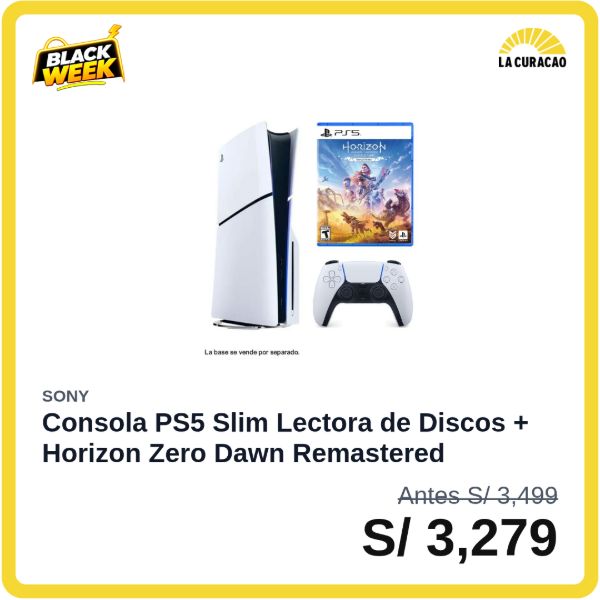 BLACK
WEEK
LA CURACAO
PS5
HORIZON
La base se vende por separado.
SONY
Consola PS5 Slim Lectora de Discos +
Horizon Zero Dawn Remastered
Antes S/ 3,499
S/ 3,279